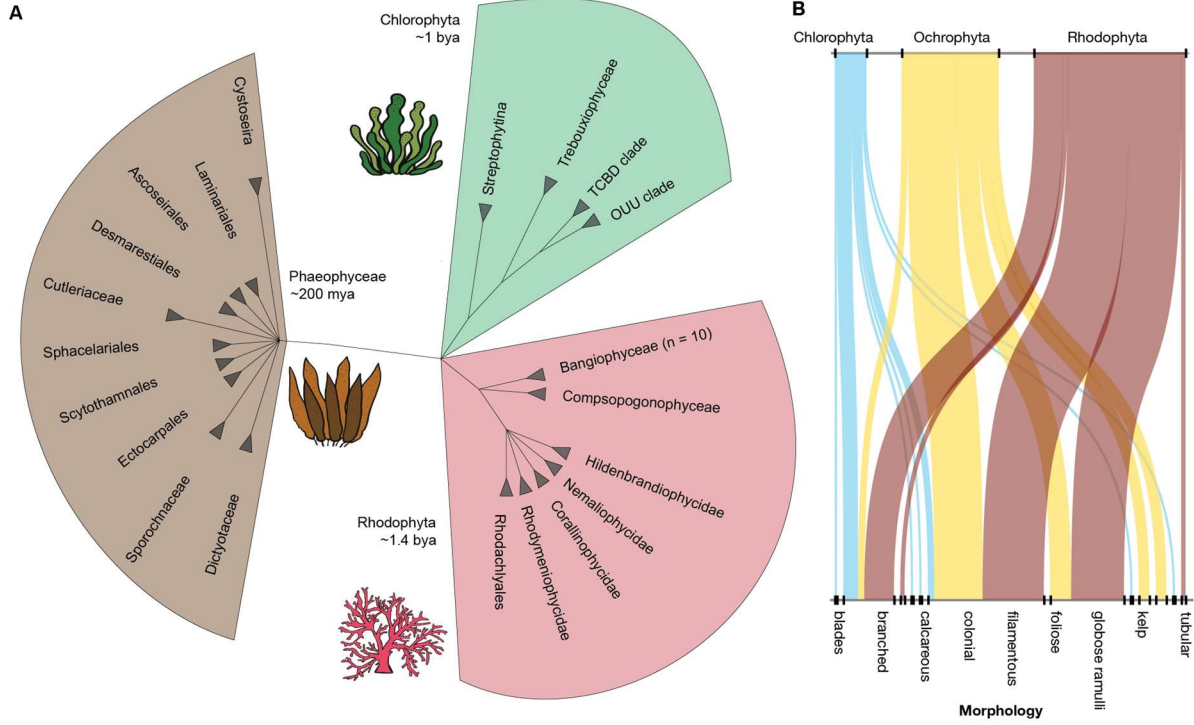 A
Chlorophyta
~1 bya
Cystoseira
Laminariales
Ascoseirales
Desmarestiales
Cutleriaceae
Sphacelariales
Scytothamnales
Ectocarpales
Sporochnaceae
Dictyotaceae
Phaeophyceae
~200 mya
Streptophytina
Trebouxiophyceae
TCBD clade
OUU clade
Bangiophyceae (n = 10)
Compsopogonophyceae
Hildenbrandiophycidae
Nemaliophycidae
Corallinophycidae
Rhodymeniophycidae
Rhodachlyales
Rhodophyta
~1.4 bya
B
Chlorophyta
Ochrophyta
Rhodophyta
blades
branched
calcareous
colonial
filamentous
foliose
globose ramulli
kelp
tubular
Morphology